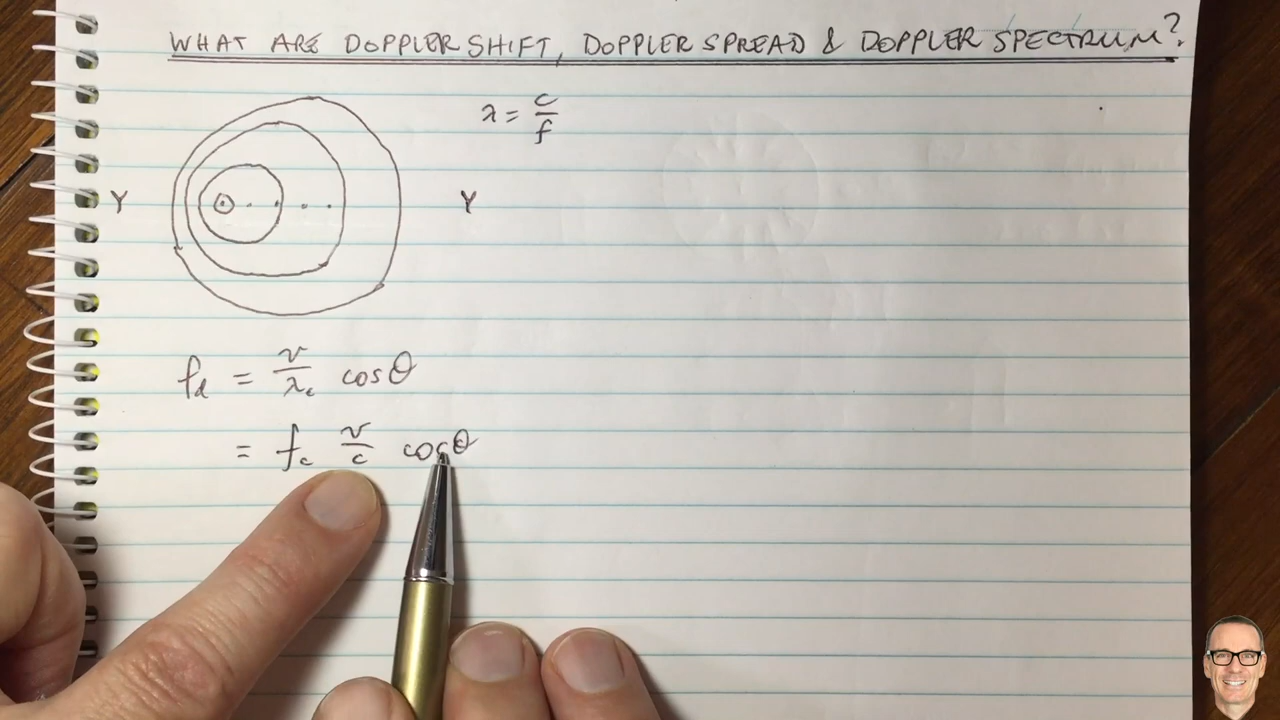 WHAT ARE DOPPLER SHIFT, DOPPLER SPREAD & DOPPLER SPECTRUM?
λ = c/f
Y Y
f_d = v/λ_c cosθ
= f_c v/c cosθ